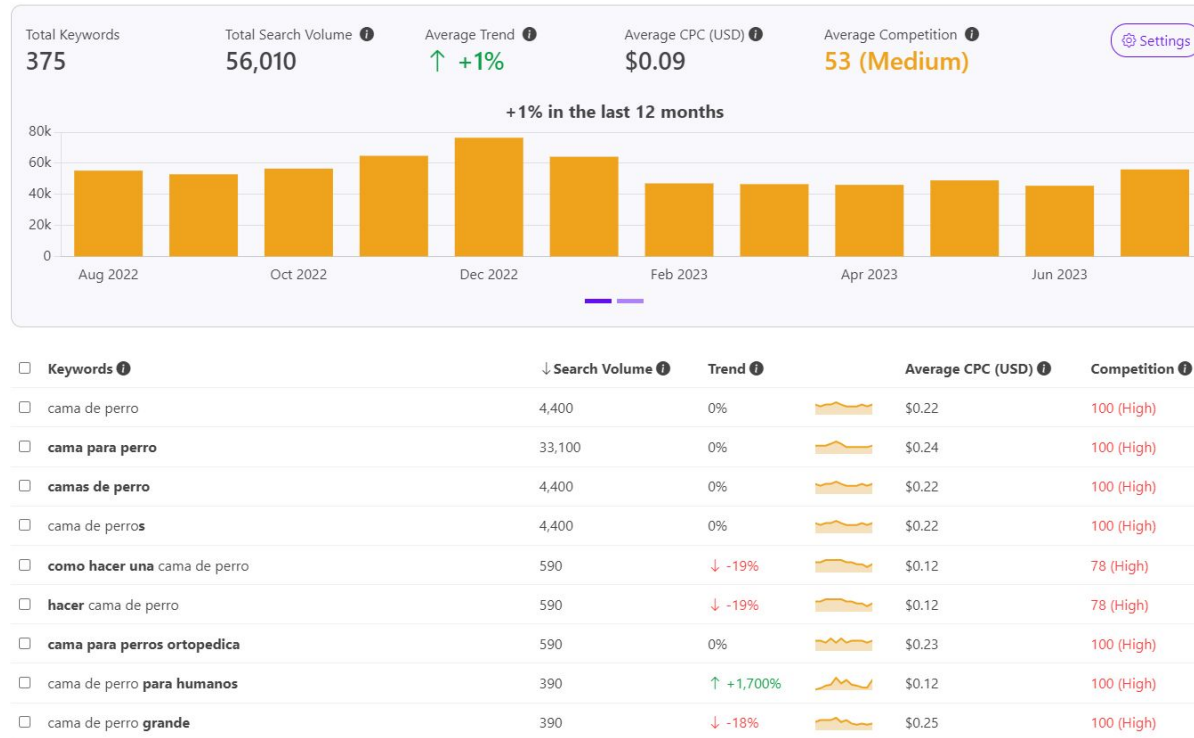 Total Keywords Total Search Volume Average Trend Average CPC (USD) Average Competition Settings
375 56,010 ↑ +1% $0.09 53 (Medium)
+1% in the last 12 months
80k
60k
40k
20k
0
Aug 2022 Oct 2022 Dec 2022 Feb 2023 Apr 2023 Jun 2023
Keywords ↓ Search Volume Trend Average CPC (USD) Competition
cama de perro 4,400 0% $0.22 100 (High)
cama para perro 33,100 0% $0.24 100 (High)
camas de perro 4,400 0% $0.22 100 (High)
cama de perros 4,400 0% $0.22 100 (High)
como hacer una cama de perro 590 ↓ -19% $0.12 78 (High)
hacer cama de perro 590 ↓ -19% $0.12 78 (High)
cama para perros ortopedica 590 0% $0.23 100 (High)
cama de perro para humanos 390 ↑ +1,700% $0.12 100 (High)
cama de perro grande 390 ↓ -18% $0.25 100 (High)